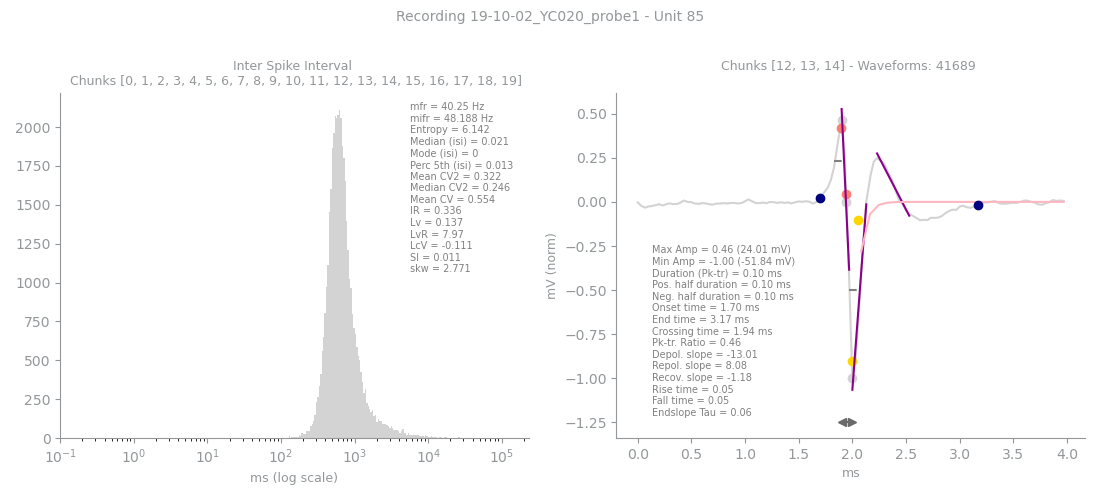 Recording 19-10-02_YC020_probe1 - Unit 85
Inter Spike Interval
Chunks [0, 1, 2, 3, 4, 5, 6, 7, 8, 9, 10, 11, 12, 13, 14, 15, 16, 17, 18, 19]
mfr = 40.25 Hz
mifr = 48.188 Hz
Entropy = 6.142
Median (isi) = 0.021
Mode (isi) = 0
Perc 5th (isi) = 0.013
Mean CV2 = 0.322
Median CV2 = 0.246
Mean CV = 0.554
IR = 0.336
Lv = 0.137
LvR = 7.97
LcV = -0.111
SI = 0.011
skw = 2.771
2000
1750
1500
1250
1000
750
500
250
0
10^-1
10^0
10^1
10^2
10^3
10^4
10^5
ms (log scale)
Chunks [12, 13, 14] - Waveforms: 41689
mV (norm)
0.50
0.25
0.00
−0.25
−0.50
−0.75
−1.00
−1.25
Max Amp = 0.46 (24.01 mV)
Min Amp = -1.00 (-51.84 mV)
Duration (Pk-tr) = 0.10 ms
Pos. half duration = 0.10 ms
Neg. half duration = 0.10 ms
Onset time = 1.70 ms
End time = 3.17 ms
Crossing time = 1.94 ms
Pk-tr. Ratio = 0.46
Depol. slope = -13.01
Repol. slope = 8.08
Recov. slope = -1.18
Rise time = 0.05
Fall time = 0.05
Endslope Tau = 0.06
0.0
0.5
1.0
1.5
2.0
2.5
3.0
3.5
4.0
ms